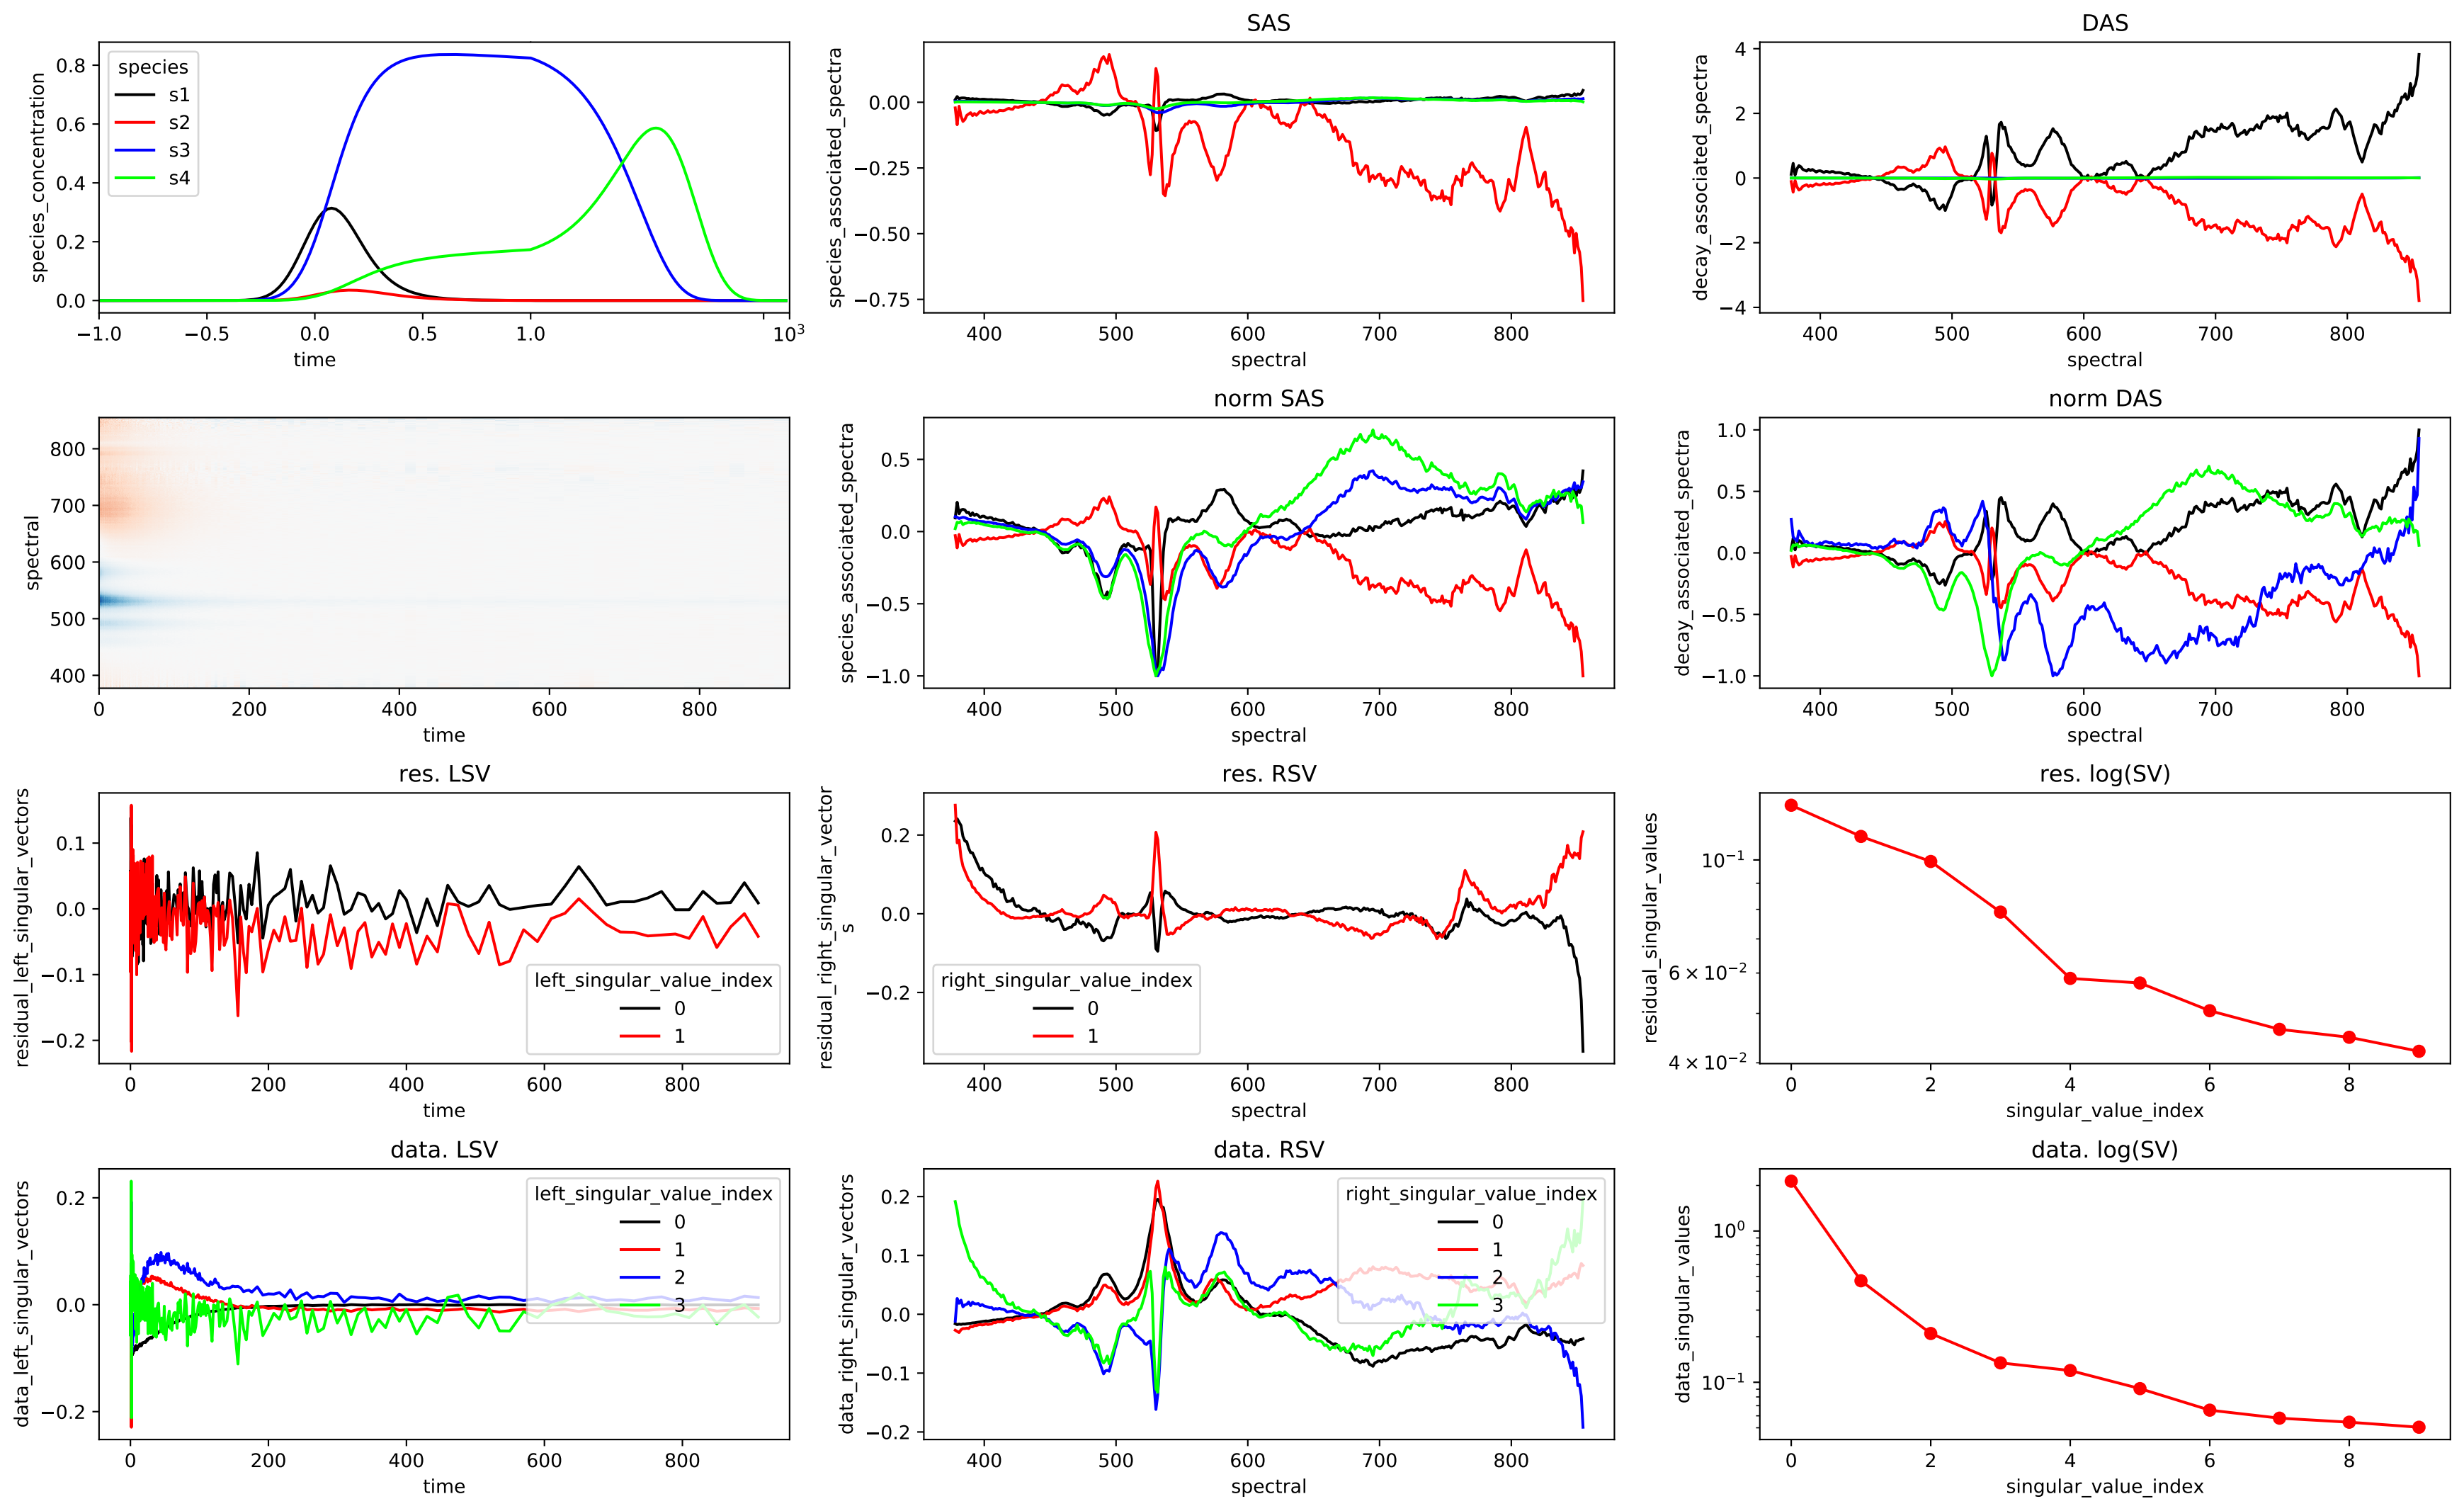 species_concentration
0.8
0.6
0.4
0.2
0.0
species
s1
s2
s3
s4
−1.0 −0.5 0.0 0.5 1.0 10³
time
SAS
species_associated_spectra
0.00
−0.25
−0.50
−0.75
400 500 600 700 800
spectral
DAS
decay_associated_spectra
4
2
0
−2
−4
400 500 600 700 800
spectral
spectral
800
700
600
500
400
0 200 400 600 800
time
norm SAS
species_associated_spectra
0.5
0.0
−0.5
−1.0
400 500 600 700 800
spectral
norm DAS
decay_associated_spectra
1.0
0.5
0.0
−0.5
−1.0
400 500 600 700 800
spectral
res. LSV
residual_left_singular_vectors
0.1
0.0
−0.1
−0.2
left_singular_value_index
0
1
0 200 400 600 800
time
res. RSV
residual_right_singular_vector
s
0.2
0.0
−0.2
right_singular_value_index
0
1
400 500 600 700 800
spectral
res. log(SV)
residual_singular_values
10⁻¹
6 × 10⁻²
4 × 10⁻²
0 2 4 6 8
singular_value_index
data. LSV
data_left_singular_vectors
0.2
0.0
−0.2
left_singular_value_index
0
1
2
3
0 200 400 600 800
time
data. RSV
data_right_singular_vectors
0.2
0.1
0.0
−0.1
−0.2
right_singular_value_index
0
1
2
3
400 500 600 700 800
spectral
data. log(SV)
data_singular_values
10⁰
10⁻¹
0 2 4 6 8
singular_value_index